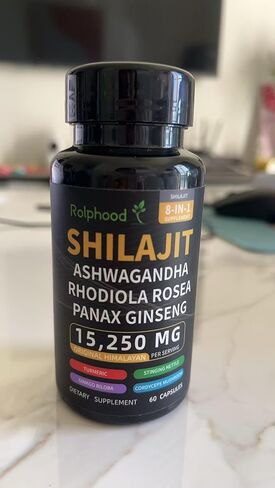 SHILAJIT
8-IN-1
SUPPLEMENT
Rolphood
SHILAJIT
ASHWAGANDHA
RHODIOLA ROSEA
PANAX GINSENG
15,250 MG
ORIGINAL HIMALAYAN PER SERVING
TURMERIC STINGING NETTLE
GINKGO BILOBA CORDYCEPS
DIETARY SUPPLEMENT 60 CAPSULES